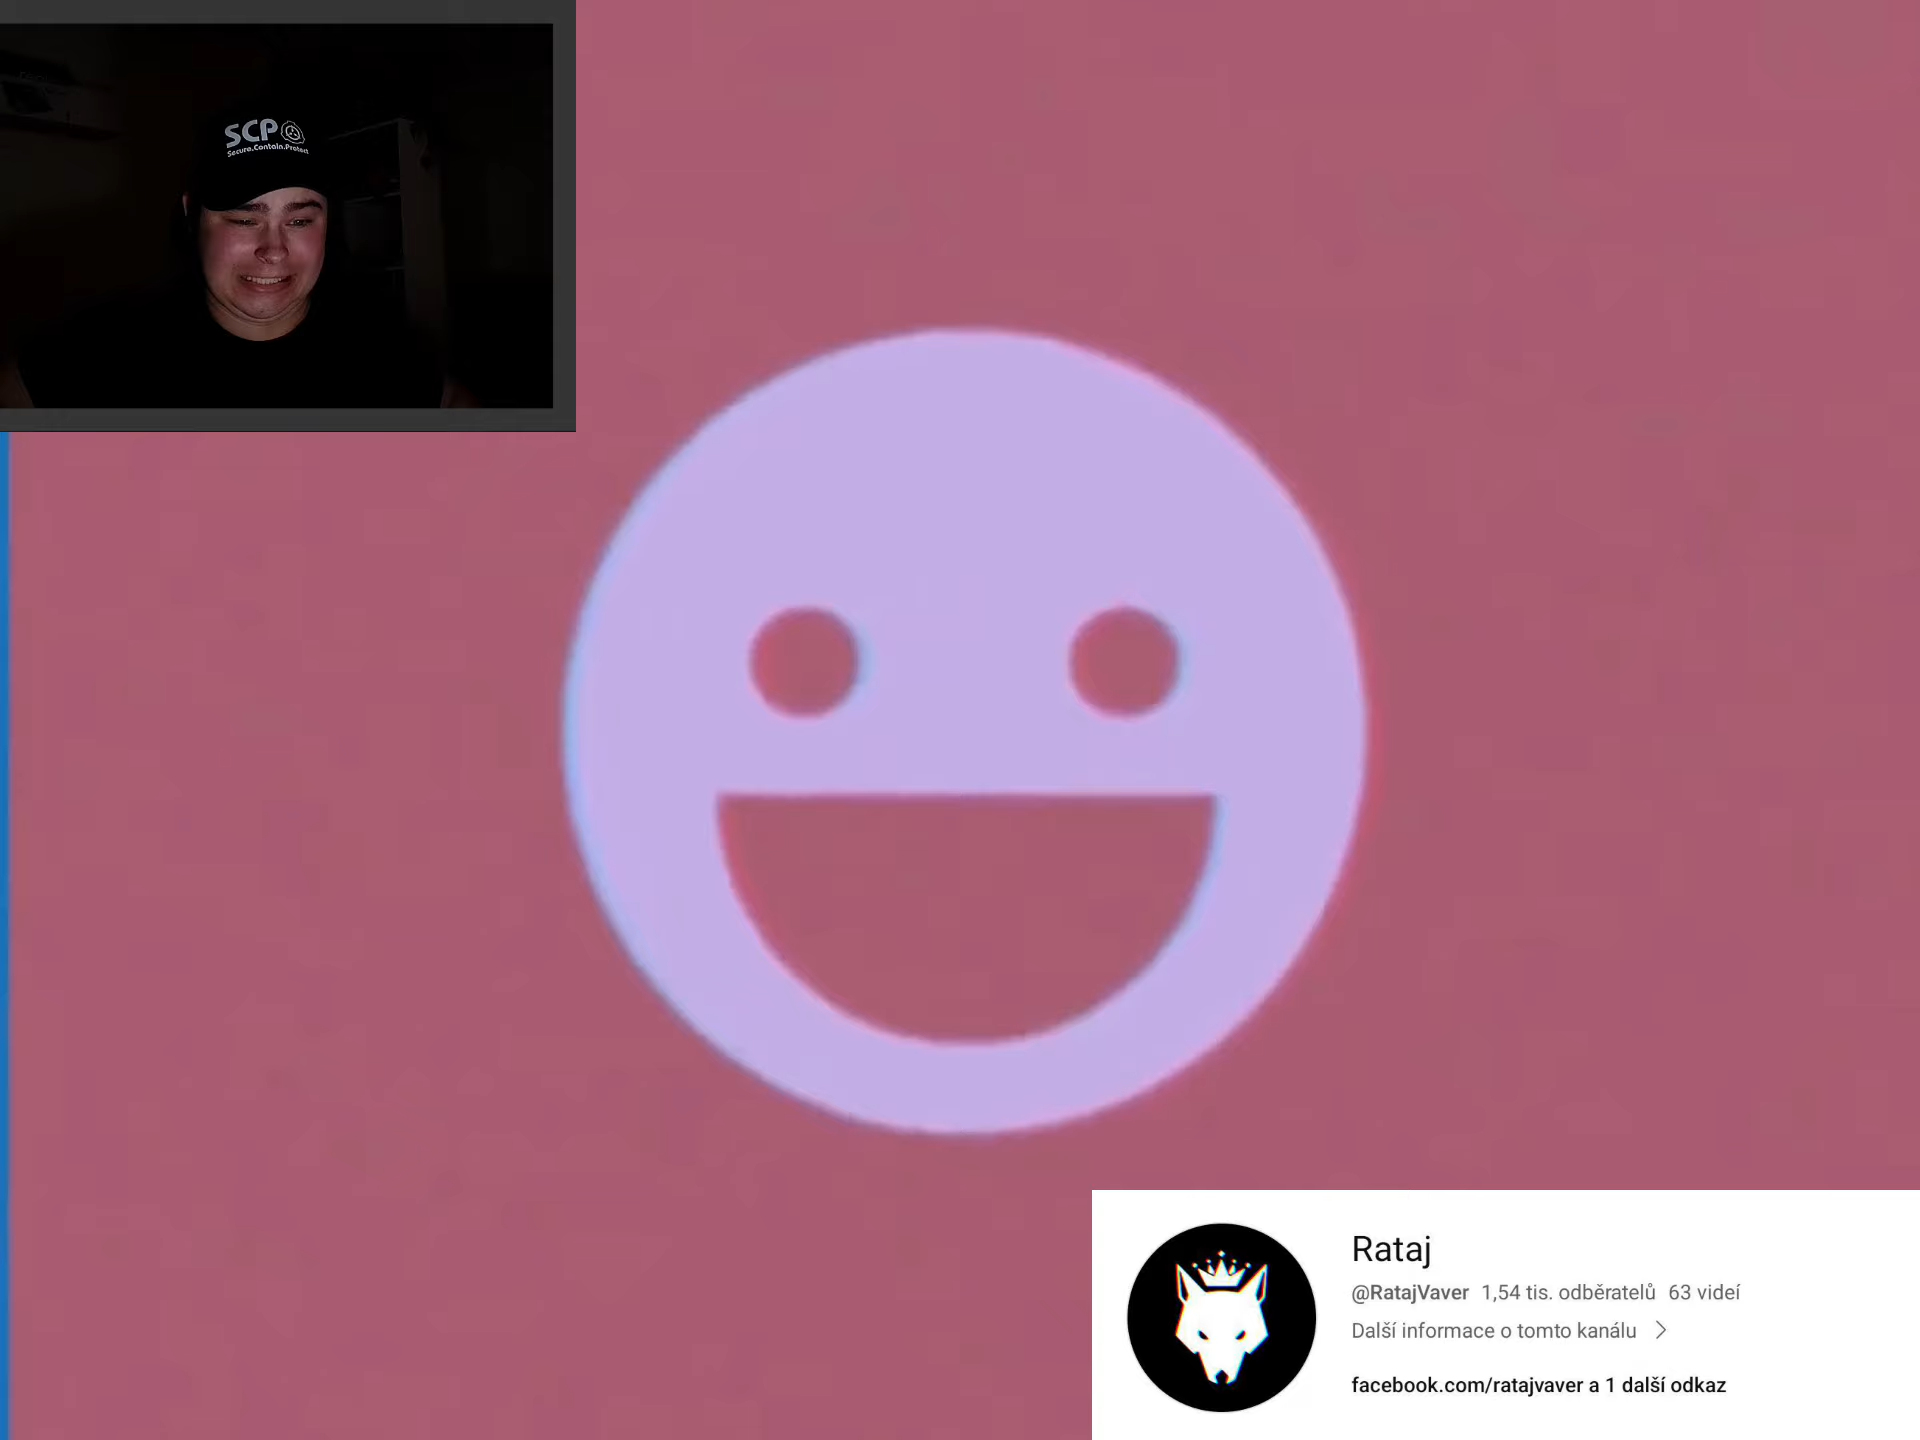 SCP
Secure.Contain.Protect
Rataj
@RatajVaver 1,54 tis. odběratelů 63 videí
Další informace o tomto kanálu
facebook.com/ratajvaver a 1 další odkaz